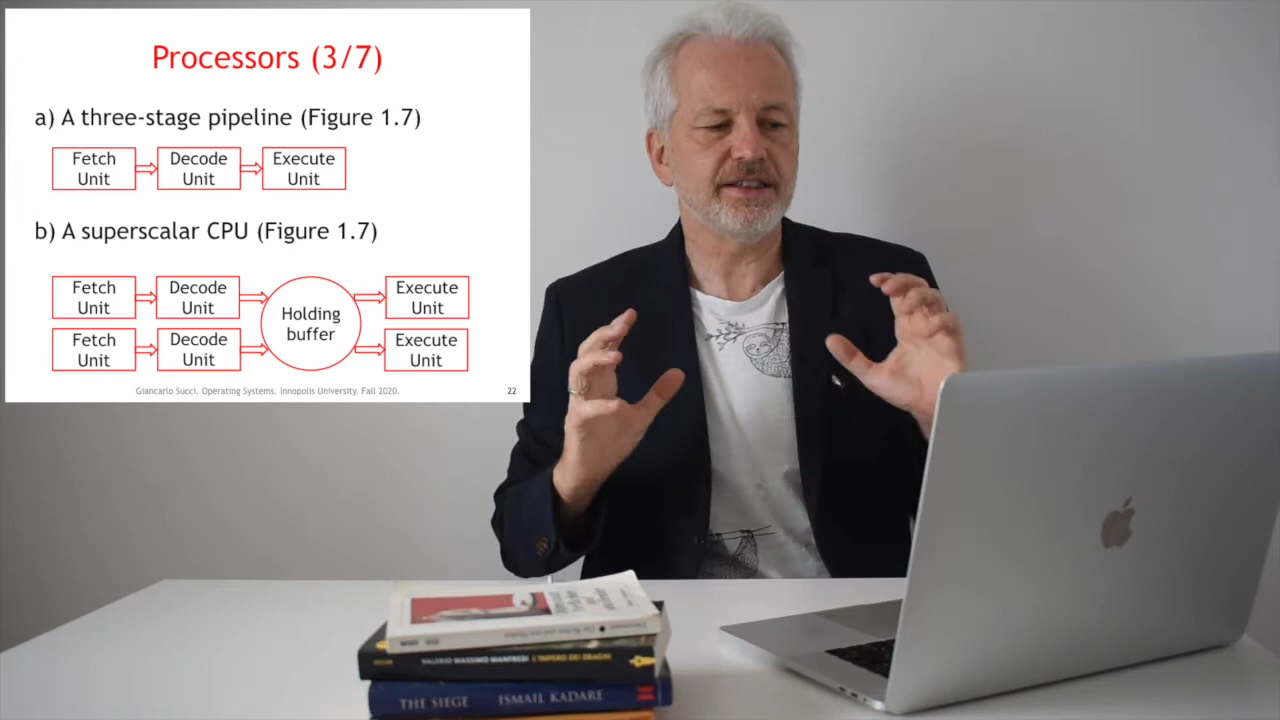 Processors (3/7)
a) A three-stage pipeline (Figure 1.7)
Fetch
Unit
Decode
Unit
Execute
Unit
b) A superscalar CPU (Figure 1.7)
Fetch
Unit
Decode
Unit
Holding
buffer
Execute
Unit
Fetch
Unit
Decode
Unit
Execute
Unit
Giancarlo Succi. Operating Systems. Innopolis University. Fall 2020.
22
VALERIO MASSIMO MANFREDI L'IMPERO DEI DRAGHI
THE SIEGE ISMAIL KADARE